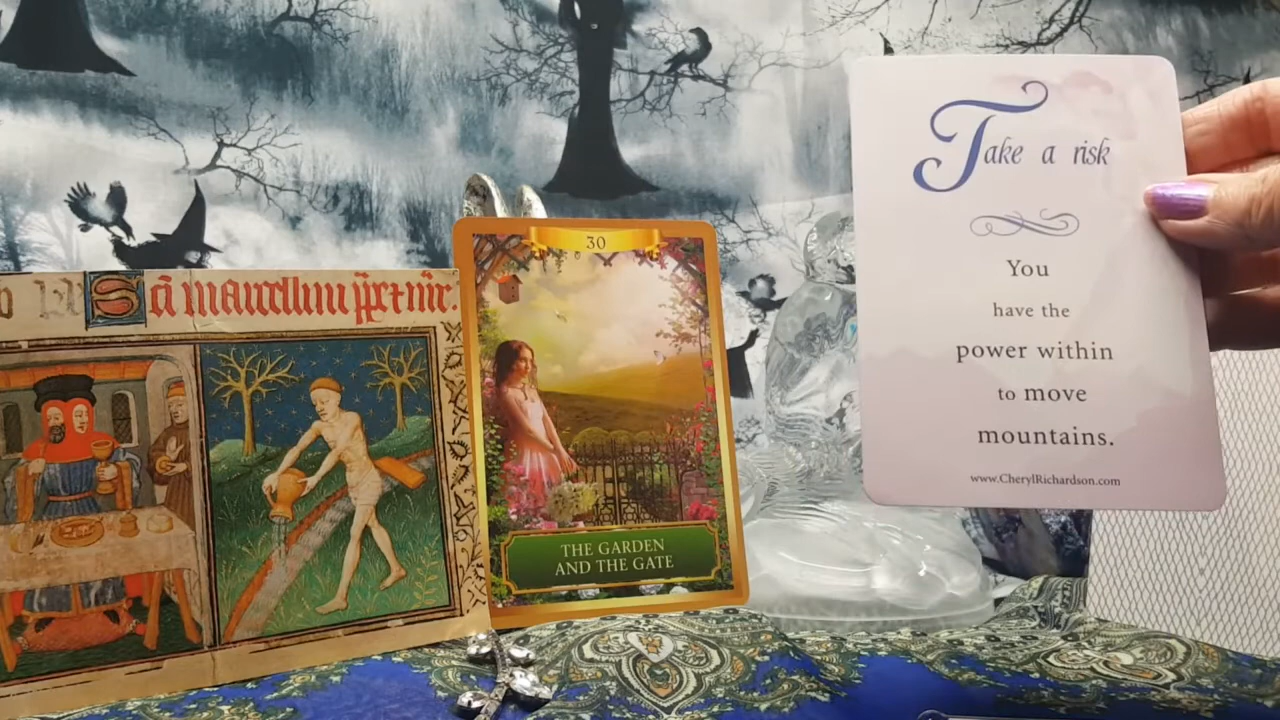 Take a risk
You
have the
power within
to move
mountains.
www.CherylRichardson.com
30
THE GARDEN
AND THE GATE